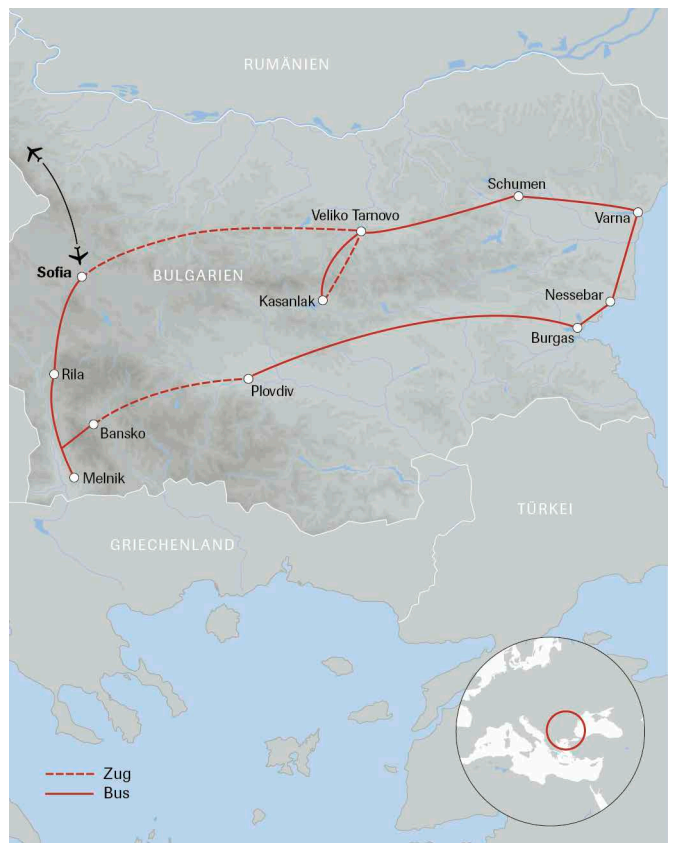 RUMÄNIEN
Schumen
Veliko Tarnovo
Varna
Sofia
BULGARIEN
Kasanlak
Nessebar
Burgas
Rila
Plovdiv
Bansko
Melnik
TÜRKEI
GRIECHENLAND
Zug
Bus